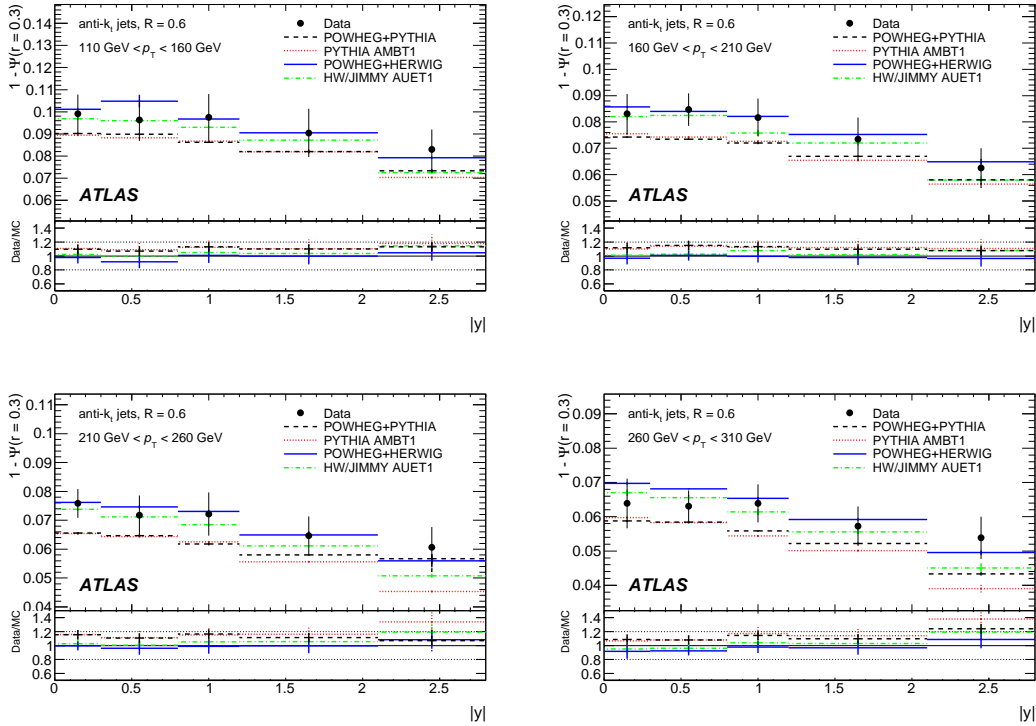 1 - Ψ(r = 0.3)
0.14
0.13
0.12
0.11
0.1
0.09
0.08
0.07
0.06
anti-kt jets, R = 0.6
110 GeV < pT < 160 GeV
Data
POWHEG+PYTHIA
PYTHIA AMBT1
POWHEG+HERWIG
HW/JIMMY AUET1
ATLAS
Data/MC
1.4
1.2
1
0.8
0.6
0 0.5 1 1.5 2 2.5
|y|
1 - Ψ(r = 0.3)
0.12
0.11
0.1
0.09
0.08
0.07
0.06
0.05
anti-kt jets, R = 0.6
160 GeV < pT < 210 GeV
Data
POWHEG+PYTHIA
PYTHIA AMBT1
POWHEG+HERWIG
HW/JIMMY AUET1
ATLAS
Data/MC
1.4
1.2
1
0.8
0.6
0 0.5 1 1.5 2 2.5
|y|
1 - Ψ(r = 0.3)
0.11
0.1
0.09
0.08
0.07
0.06
0.05
0.04
anti-kt jets, R = 0.6
210 GeV < pT < 260 GeV
Data
POWHEG+PYTHIA
PYTHIA AMBT1
POWHEG+HERWIG
HW/JIMMY AUET1
ATLAS
Data/MC
1.4
1.2
1
0.8
0.6
0 0.5 1 1.5 2 2.5
|y|
1 - Ψ(r = 0.3)
0.09
0.08
0.07
0.06
0.05
0.04
anti-kt jets, R = 0.6
260 GeV < pT < 310 GeV
Data
POWHEG+PYTHIA
PYTHIA AMBT1
POWHEG+HERWIG
HW/JIMMY AUET1
ATLAS
Data/MC
1.4
1.2
1
0.8
0.6
0 0.5 1 1.5 2 2.5
|y|